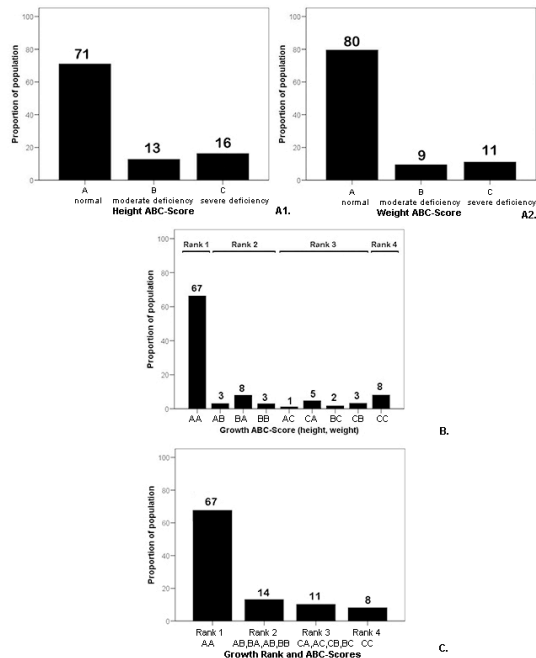 100
80
60
40
20
0
Proportion of population
71
13
16
A
B
C
normal
moderate deficiency
severe deficiency
Height ABC-Score
A1.
100
80
60
40
20
0
Proportion of population
80
9
11
A
B
C
normal
moderate deficiency
severe deficiency
Weight ABC-Score
A2.
Rank 1
Rank 2
Rank 3
Rank 4
100
80
60
40
20
0
Proportion of population
67
3
8
3
1
5
2
3
8
AA
AB
BA
BB
AC
CA
BC
CB
CC
Growth ABC-Score (height, weight)
B.
100
80
60
40
20
0
Proportion of population
67
14
11
8
Rank 1
Rank 2
Rank 3
Rank 4
AA
AB,BA,AB,BB
CA,AC,CB,BC
CC
Growth Rank and ABC-Scores
C.